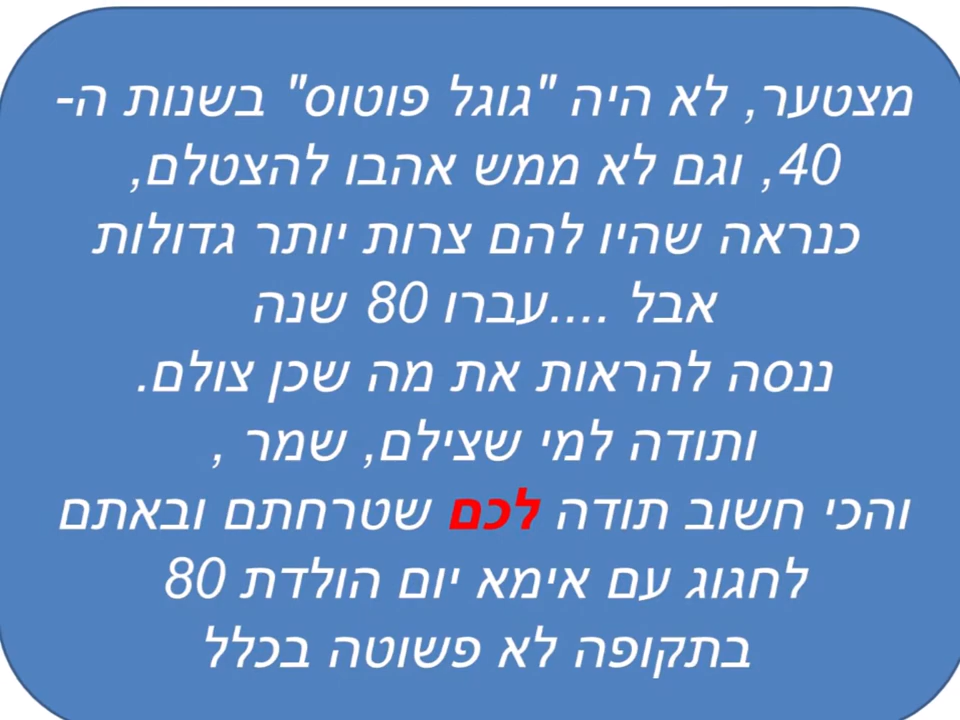 מצטער, לא היה "גוגל פוטוס" בשנות ה-
40, וגם לא ממש אהבו להצטלם,
כנראה שהיו להם צרות יותר גדולות
אבל ....עברו 80 שנה
ננסה להראות את מה שכן צולם.
ותודה למי שצילם, שמר ,
והכי חשוב תודה לכם שטרחתם ובאתם
לחגוג עם אימא יום הולדת 80
בתקופה לא פשוטה בכלל